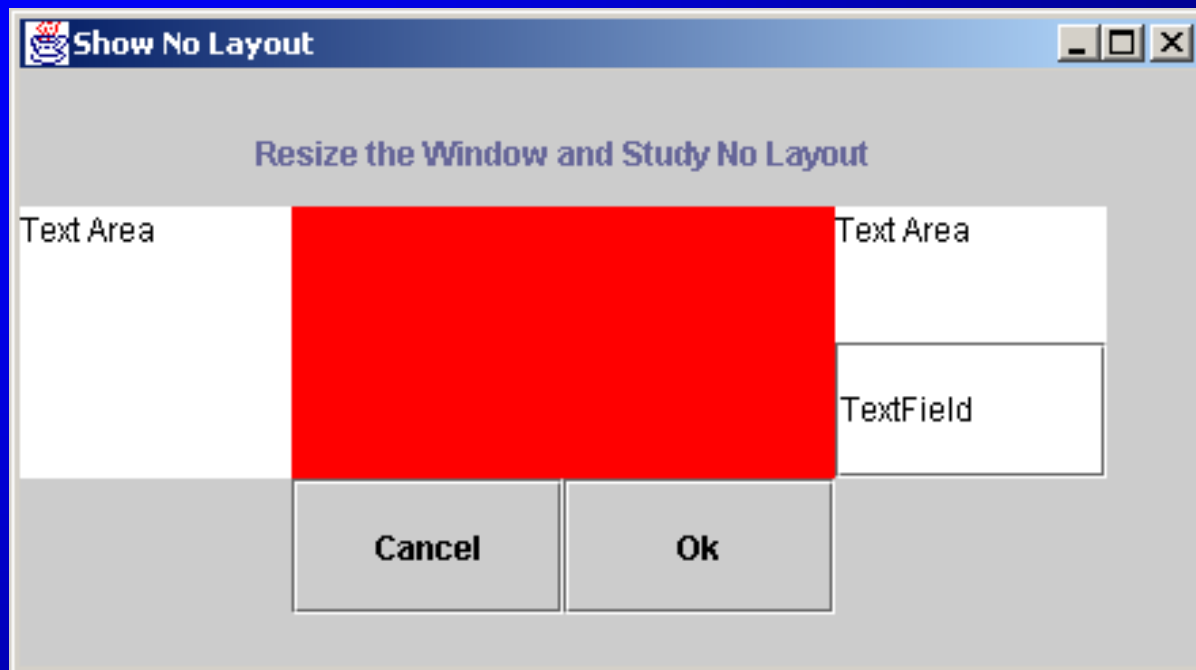 Show No Layout
Resize the Window and Study No Layout
Text Area
Text Area
TextField
Cancel
Ok